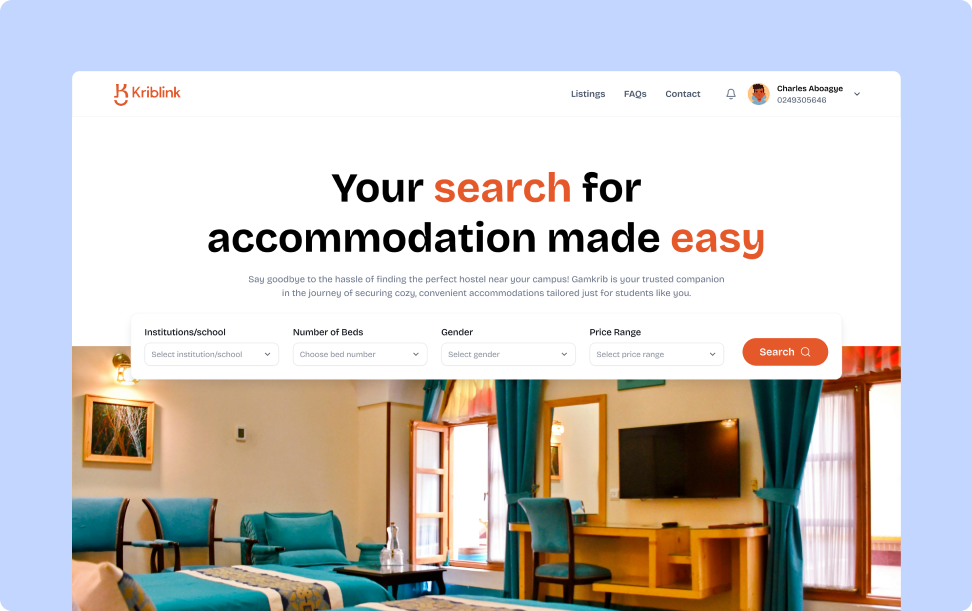 Kriblink
Listings
FAQs
Contact
Charles Aboagye
0249305646
Your search for
accommodation made easy
Say goodbye to the hassle of finding the perfect hostel near your campus! Gamkrib is your trusted companion
in the journey of securing cozy, convenient accommodations tailored just for students like you.
Institutions/school
Select institution/school
Number of Beds
Choose bed number
Gender
Select gender
Price Range
Select price range
Search